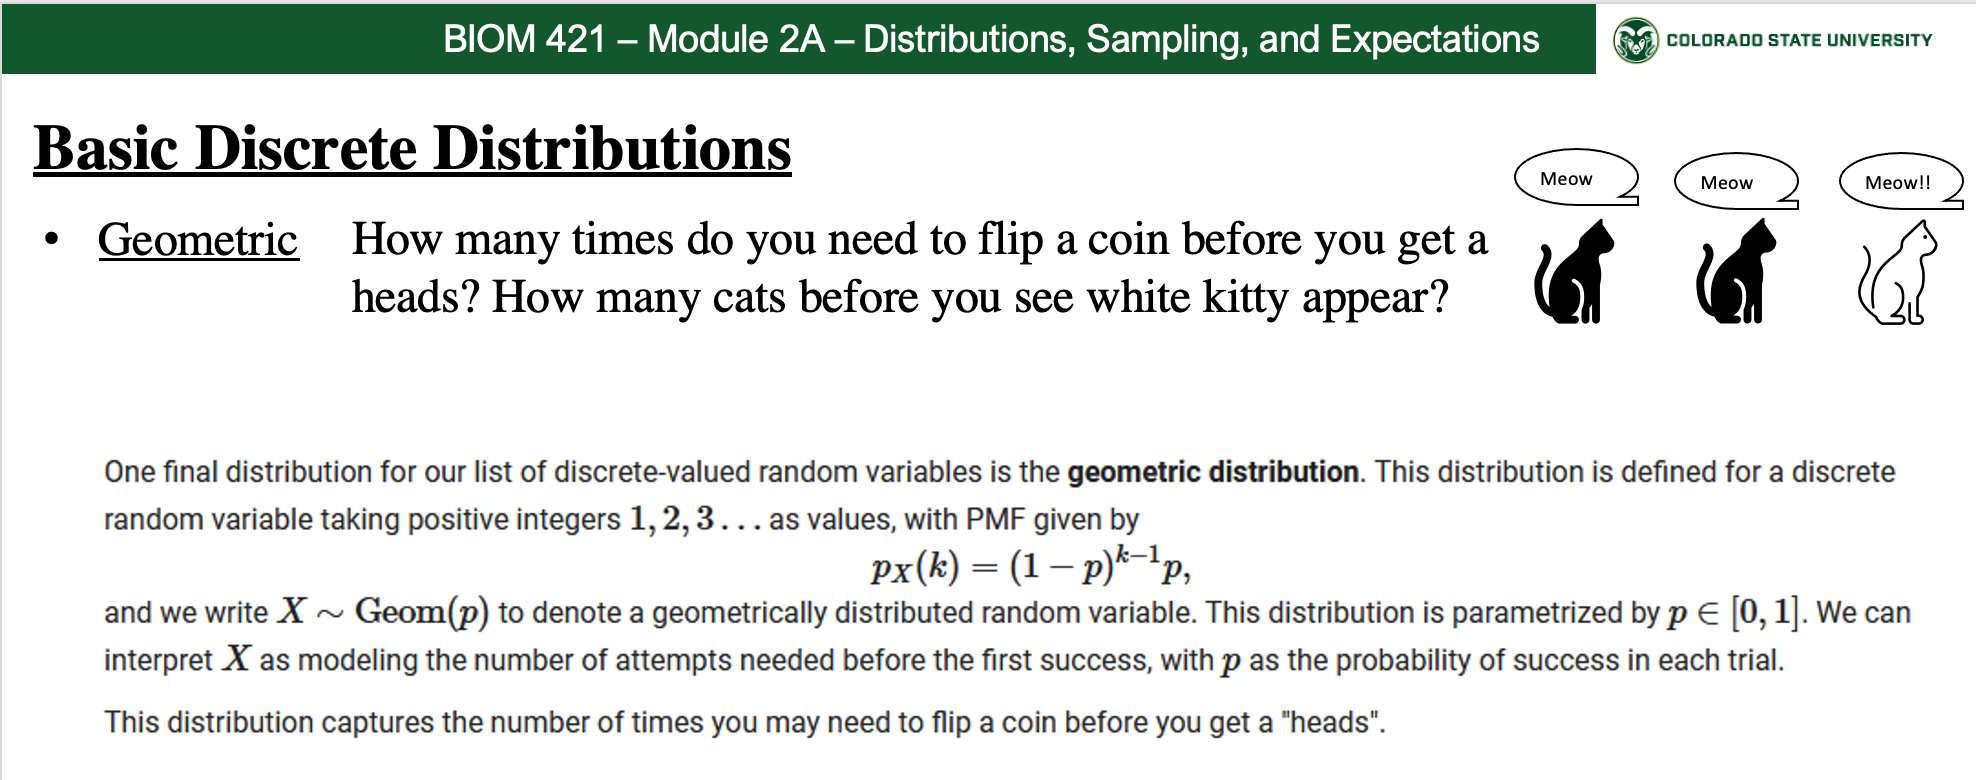 BIOM 421 – Module 2A – Distributions, Sampling, and Expectations
COLORADO STATE UNIVERSITY
Basic Discrete Distributions
Meow
Meow
Meow!!
• Geometric How many times do you need to flip a coin before you get a
heads? How many cats before you see white kitty appear?
One final distribution for our list of discrete-valued random variables is the geometric distribution. This distribution is defined for a discrete
random variable taking positive integers 1, 2, 3 . . . as values, with PMF given by
p_X(k) = (1 − p)^{k−1}p,
and we write X ∼ Geom(p) to denote a geometrically distributed random variable. This distribution is parametrized by p ∈ [0, 1]. We can
interpret X as modeling the number of attempts needed before the first success, with p as the probability of success in each trial.
This distribution captures the number of times you may need to flip a coin before you get a "heads".